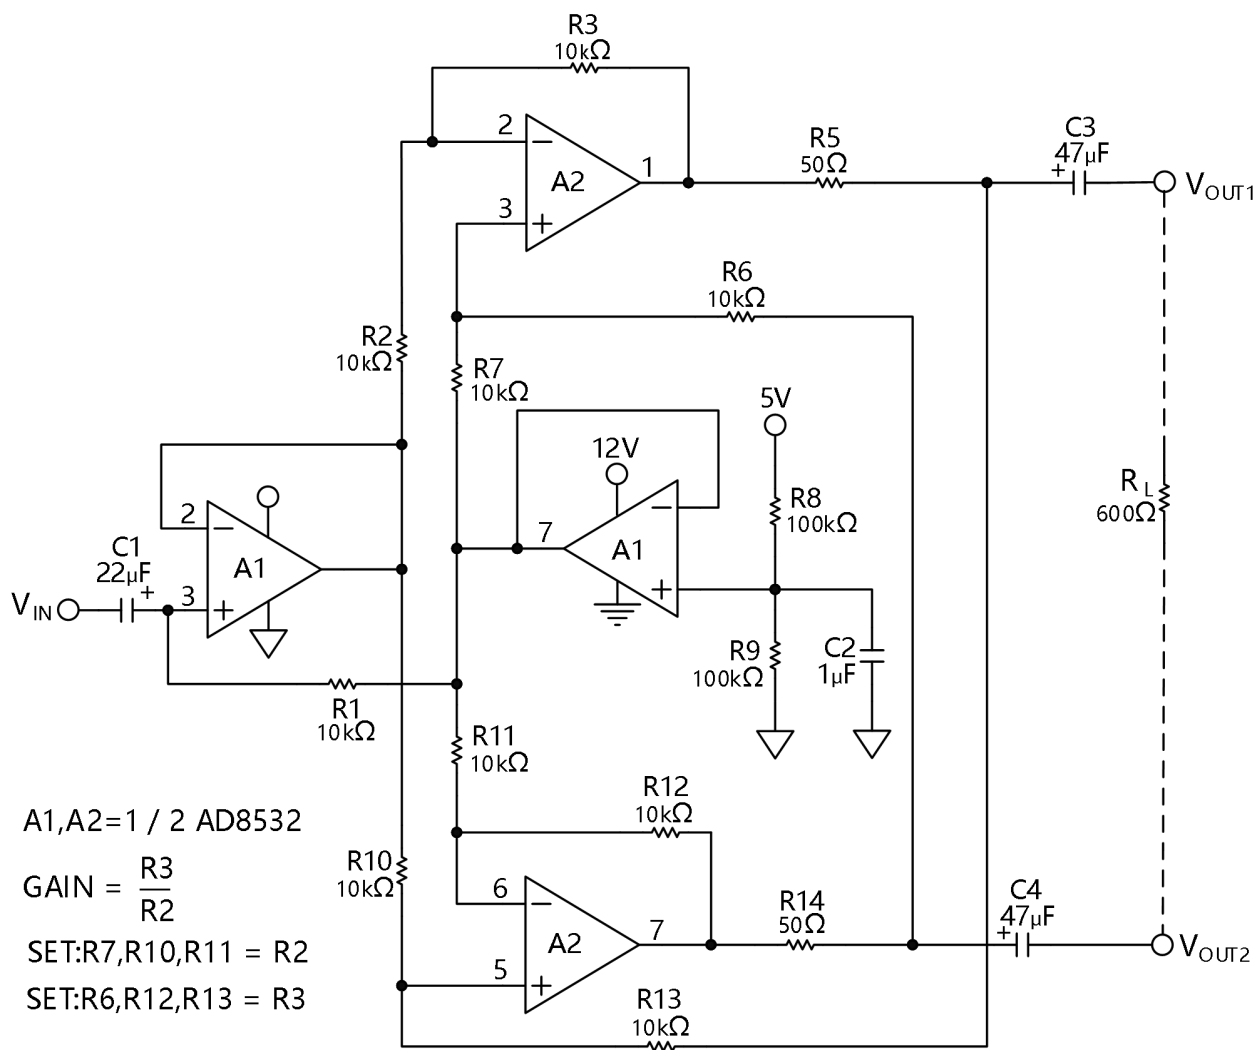 R3
10kΩ
2
A2
1
3
R5
50Ω
C3
47μF
+
VOUT1
R6
10kΩ
R2
10kΩ
R7
10kΩ
5V
12V
R8
100kΩ
RL
600Ω
2
A1
3
C1
22μF
+
VIN
7
A1
R9
100kΩ
C2
1μF
R1
10kΩ
R11
10kΩ
R12
10kΩ
A1,A2=1 / 2 AD8532
GAIN = R3
R2
SET:R7,R10,R11 = R2
SET:R6,R12,R13 = R3
R10
10kΩ
6
A2
7
5
R14
50Ω
C4
47μF
+
VOUT2
R13
10kΩ